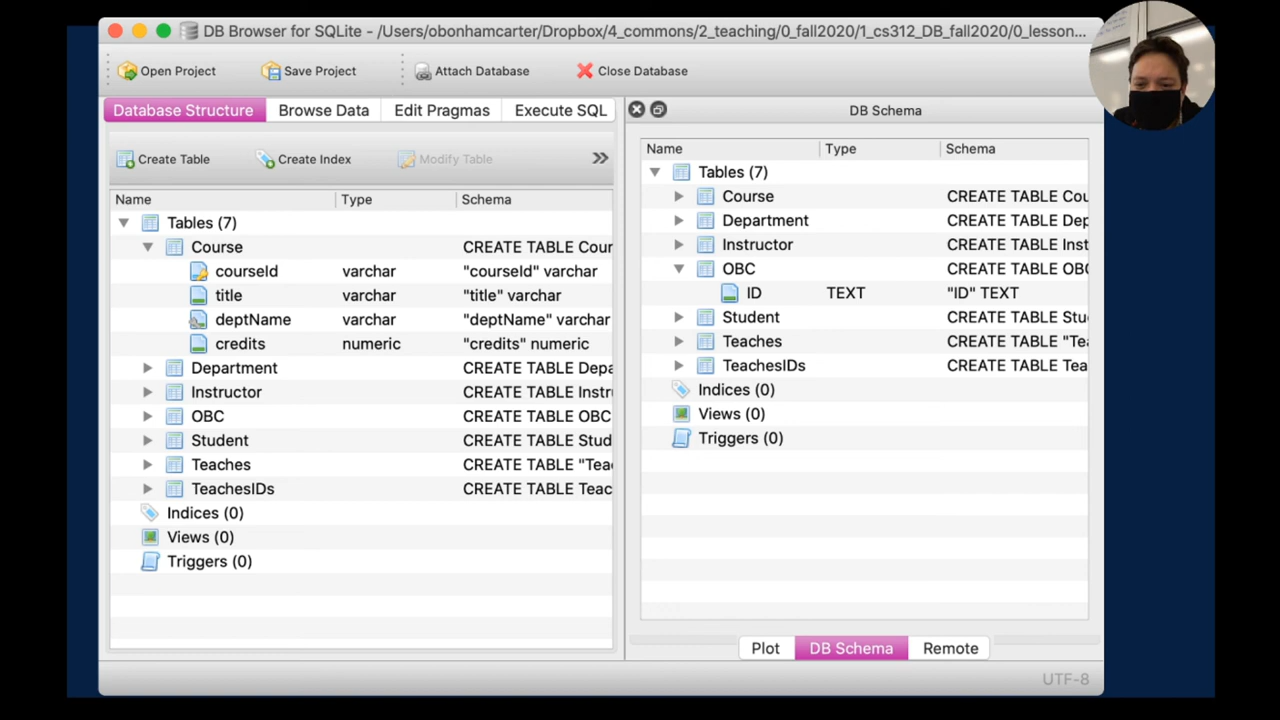 DB Browser for SQLite - /Users/obonhamcarter/Dropbox/4_commons/2_teaching/0_fall2020/1_cs312_DB_fall2020/0_lesson...
Open Project Save Project Attach Database Close Database
Database Structure Browse Data Edit Pragmas Execute SQL
Create Table Create Index Modify Table »
Name Type Schema
Tables (7)
Course CREATE TABLE Cour
courseId varchar "courseId" varchar
title varchar "title" varchar
deptName varchar "deptName" varchar
credits numeric "credits" numeric
Department CREATE TABLE Depa
Instructor CREATE TABLE Instr
OBC CREATE TABLE OBC
Student CREATE TABLE Stud
Teaches CREATE TABLE "Tea
TeachesIDs CREATE TABLE Teac
Indices (0)
Views (0)
Triggers (0)
DB Schema
Name Type Schema
Tables (7)
Course CREATE TABLE Cou
Department CREATE TABLE Dep
Instructor CREATE TABLE Inst
OBC CREATE TABLE OBC
ID TEXT "ID" TEXT
Student CREATE TABLE Stu
Teaches CREATE TABLE "Tea
TeachesIDs CREATE TABLE Tea
Indices (0)
Views (0)
Triggers (0)
Plot DB Schema Remote
UTF-8